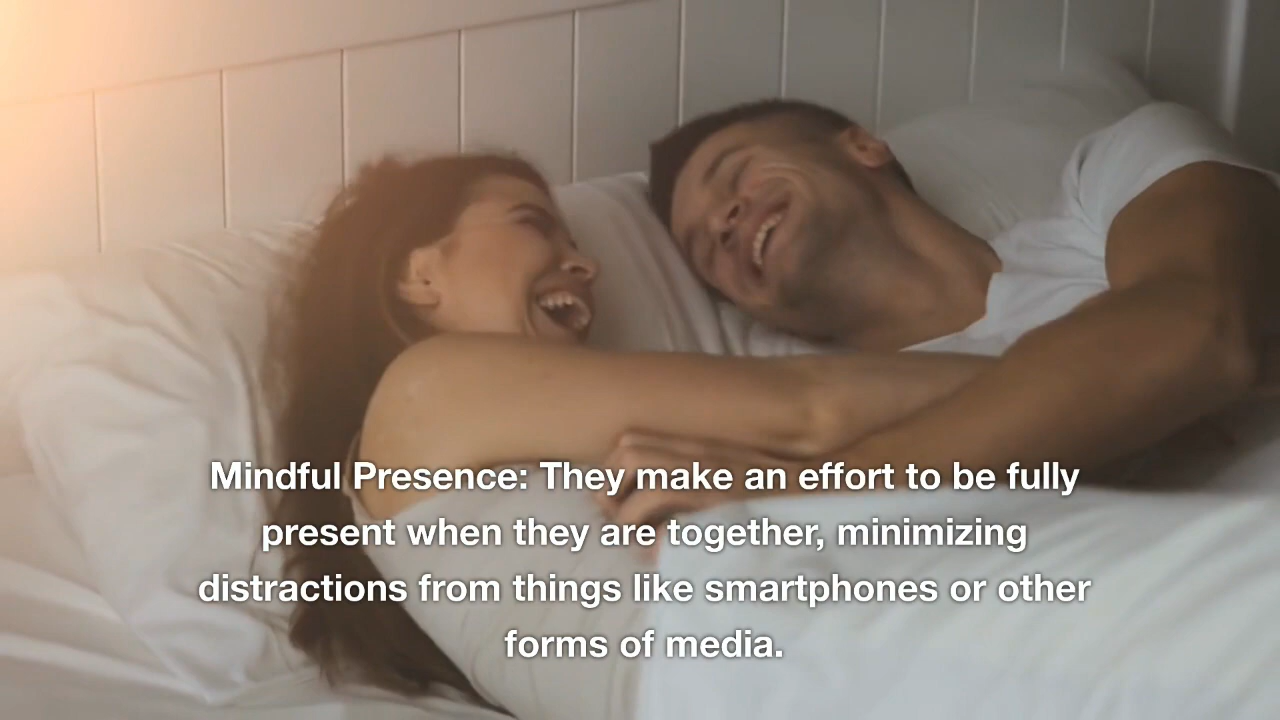 Mindful Presence: They make an effort to be fully
present when they are together, minimizing
distractions from things like smartphones or other
forms of media.